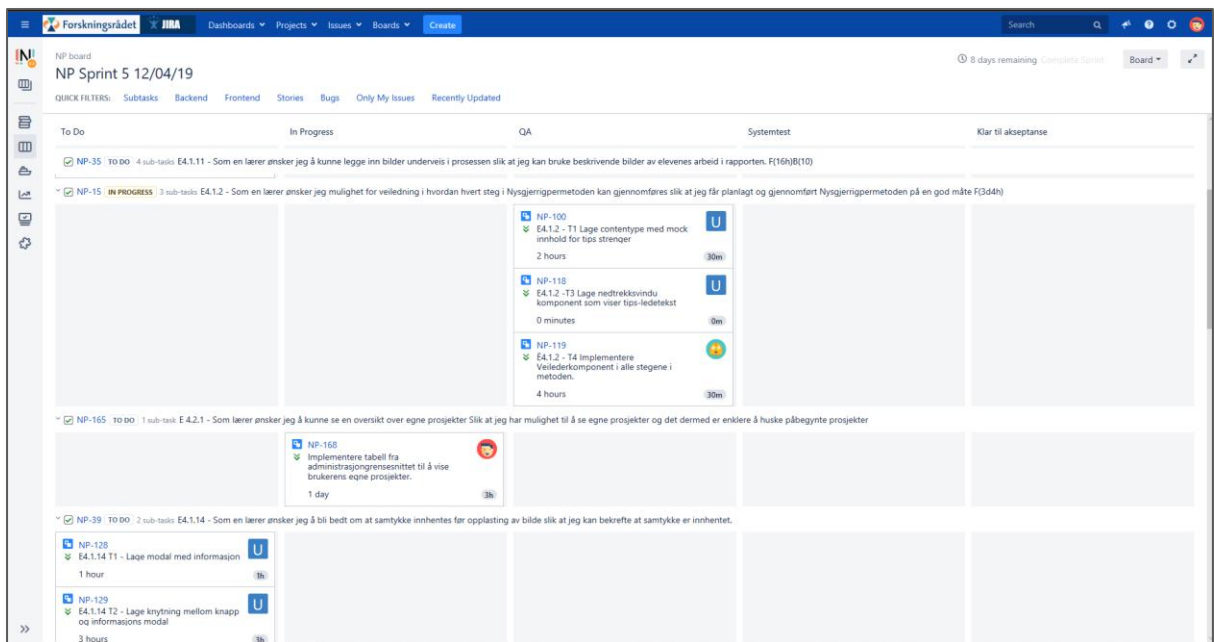 Forskningsrådet JIRA Dashboards Projects Issues Boards Create Search
NP board
NP Sprint 5 12/04/19
8 days remaining Complete Sprint Board
QUICK FILTERS: Subtasks Backend Frontend Stories Bugs Only My Issues Recently Updated
To Do In Progress QA Systemtest Klar til akseptanse
NP-35 TO DO 4 sub-tasks E4.1.11 - Som en lærer ønsker jeg å kunne legge inn bilder underveis i prosessen slik at jeg kan bruke beskrivende bilder av elevenes arbeid i rapporten. F(16h)B(10)
NP-15 IN PROGRESS 3 sub-tasks E4.1.2 - Som en lærer ønsker jeg mulighet for veiledning i hvordan hvert steg i Nysgjerrigpermetoden kan gjennomføres slik at jeg får planlagt og gjennomført Nysgjerrigpermetoden på en god måte F(3d4h)
NP-100
E4.1.2 - T1 Lage contentype med mock
innhold for tips strenger
U
2 hours 30m
NP-118
E4.1.2 -T3 Lage nedtrekksvindu
komponent som viser tips-ledetekst
U
0 minutes 0m
NP-119
E4.1.2 - T4 Implementere
Veilederkomponent i alle stegene i
metoden.
4 hours 30m
NP-165 TO DO 1 sub-task E 4.2.1 - Som lærer ønsker jeg å kunne se en oversikt over egne prosjekter Slik at jeg har mulighet til å se egne prosjekter og det dermed er enklere å huske påbegynte prosjekter
NP-168
Implementere tabell fra
administrasjongrensesnittet til å vise
brukerens egne prosjekter.
1 day 3h
NP-39 TO DO 2 sub-tasks E4.1.14 - Som en lærer ønsker jeg å bli bedt om at samtykke innhentes før opplasting av bilde slik at jeg kan bekrefte at samtykke er innhentet.
NP-128
E4.1.14 T1 - Lage modal med informasjon
U
1 hour 1h
NP-129
E4.1.14 T2 - Lage knytning mellom knapp
og informasjons modal
U
3 hours 3h